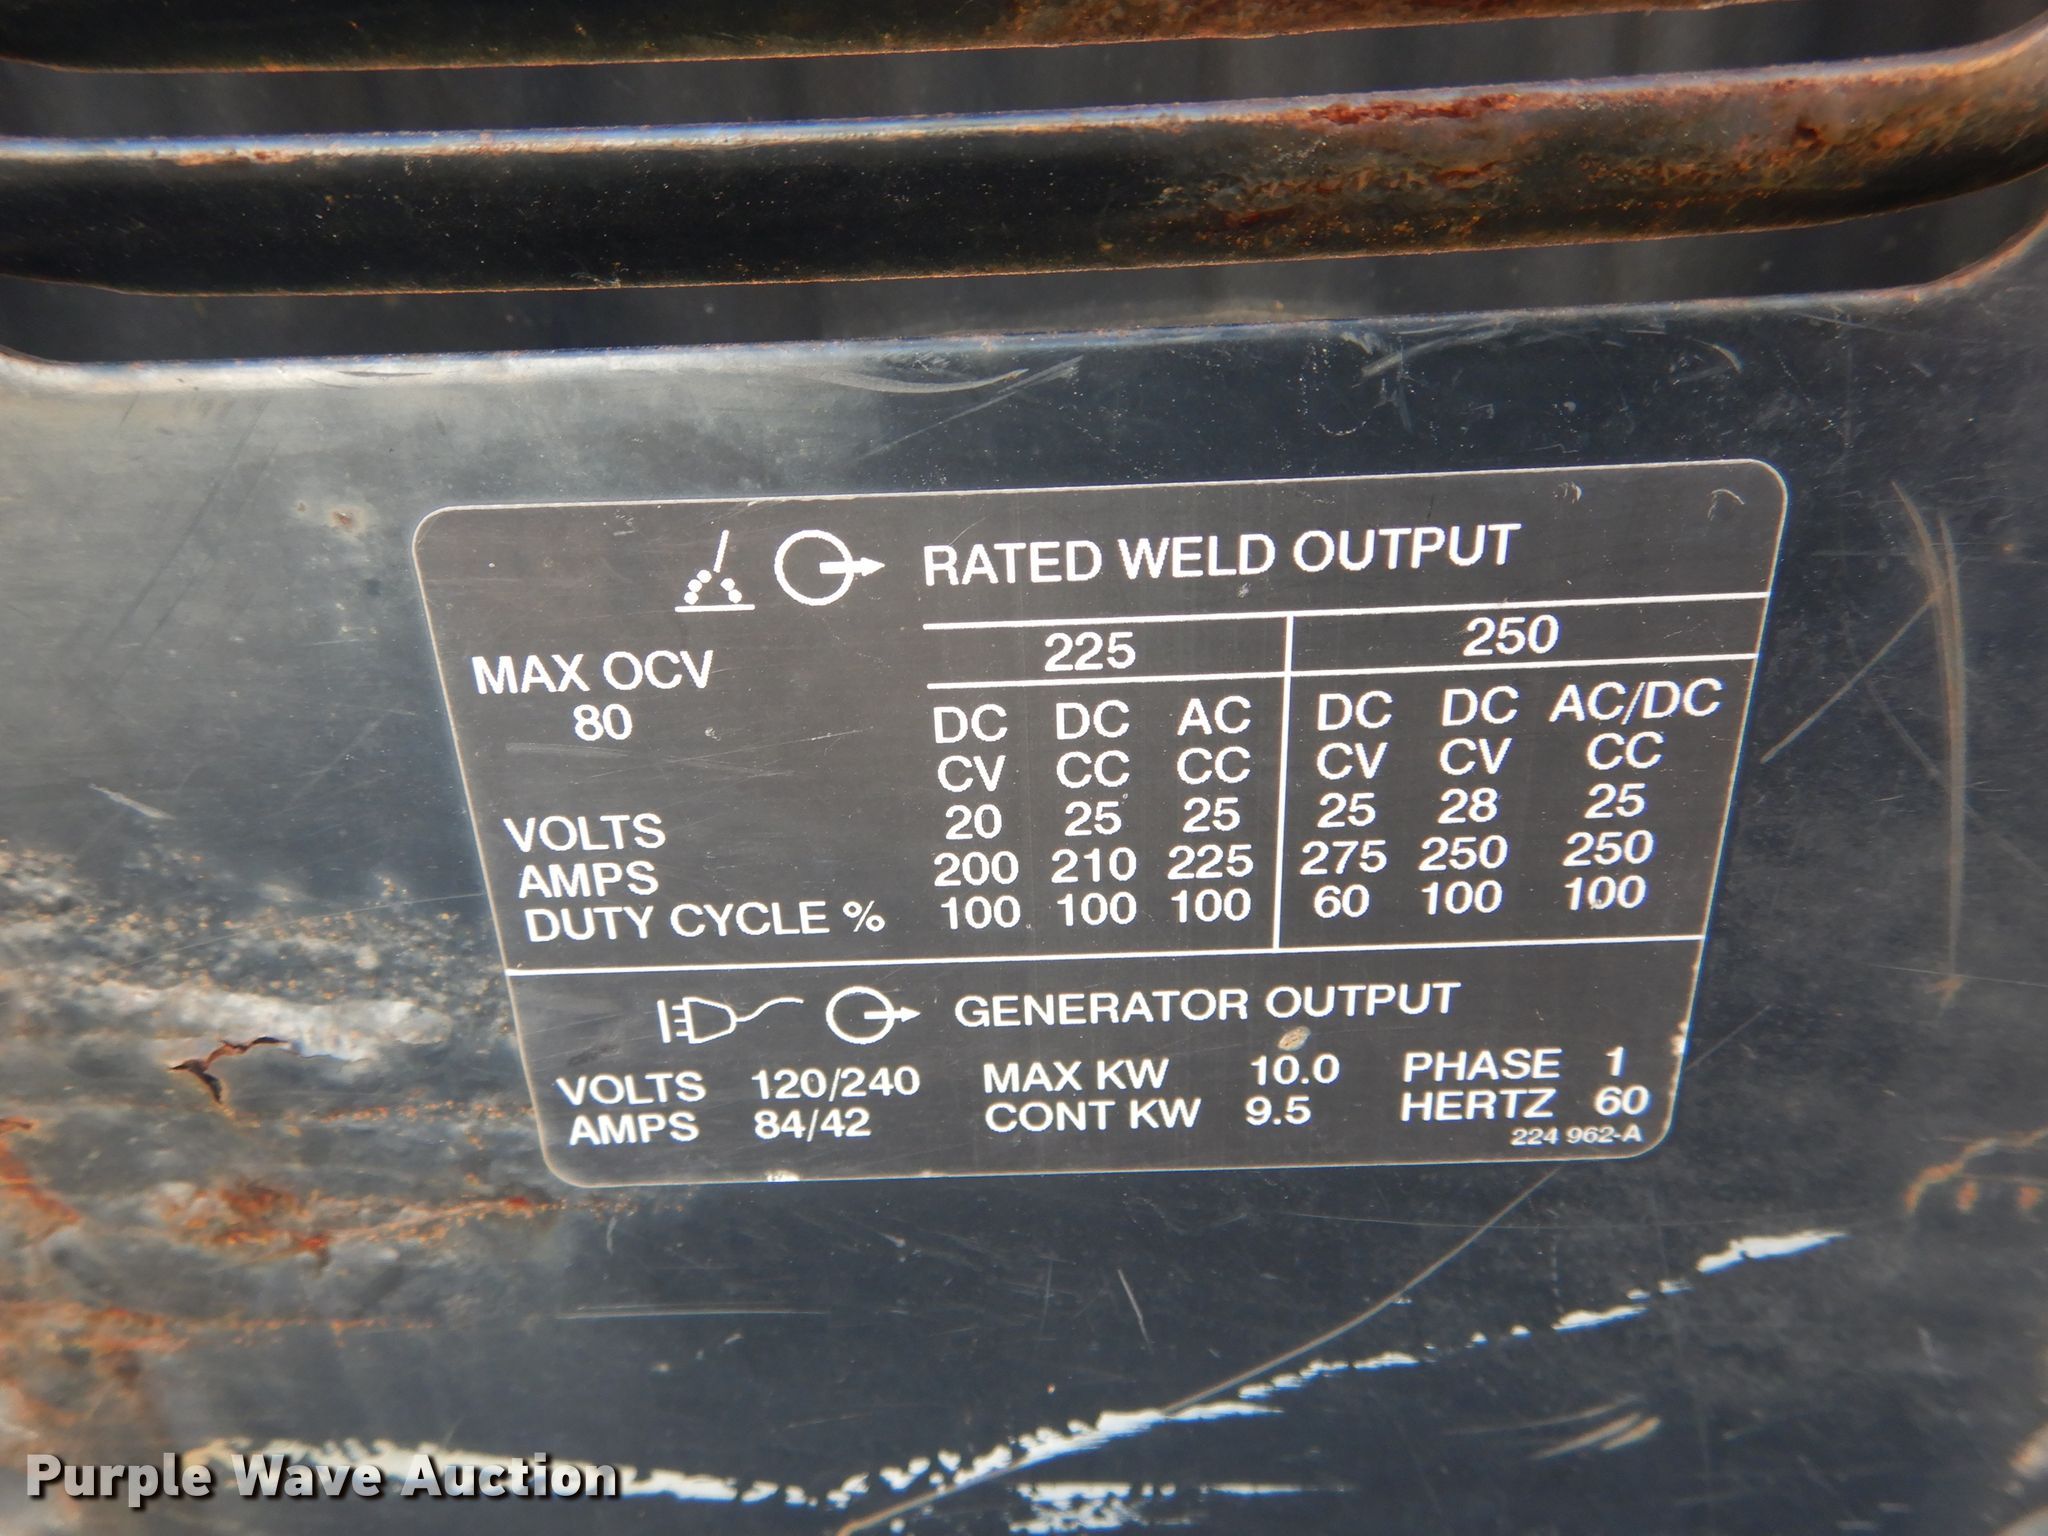 RATED WELD OUTPUT
225 250
MAX OCV
80
DC DC AC DC DC AC/DC
CV CC CC CV CV CC
VOLTS 20 25 25 25 28 25
AMPS 200 210 225 275 250 250
DUTY CYCLE % 100 100 100 60 100 100
GENERATOR OUTPUT
VOLTS 120/240 MAX KW 10.0 PHASE 1
AMPS 84/42 CONT KW 9.5 HERTZ 60
224 962-A
Purple Wave Auction